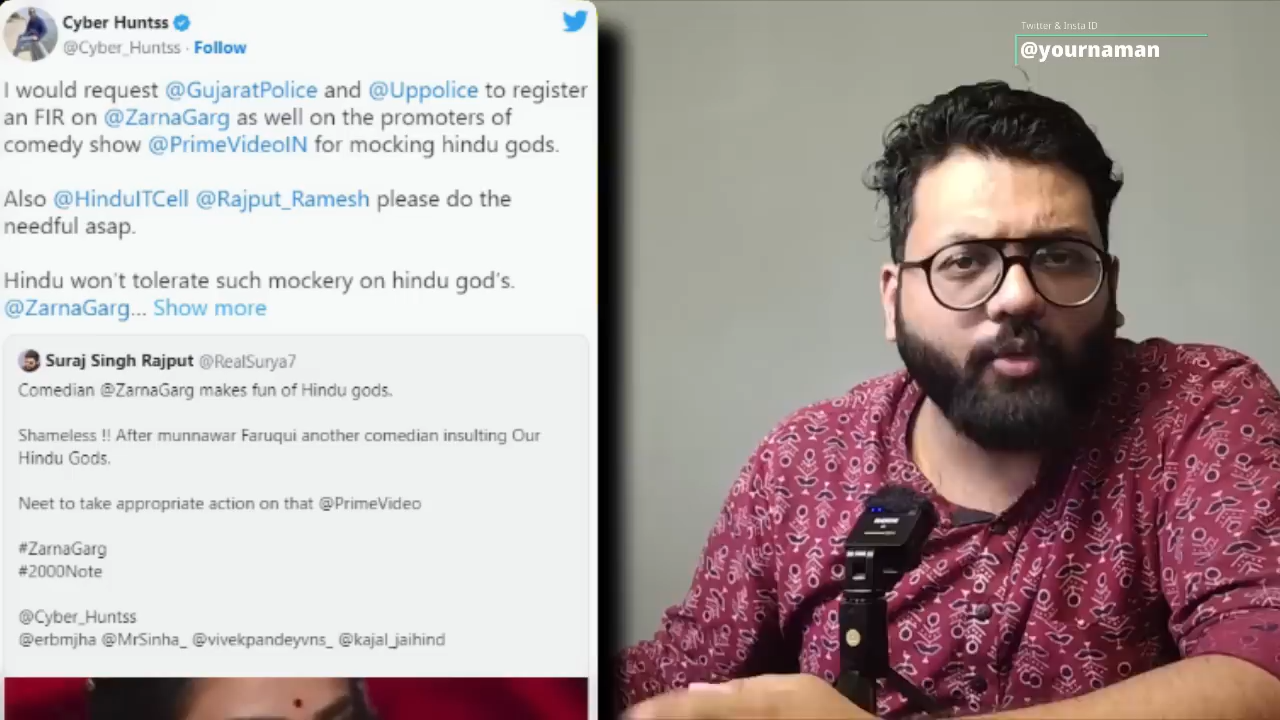 Cyber Huntss
@Cyber_Huntss · Follow
I would request @GujaratPolice and @Uppolice to register
an FIR on @ZarnaGarg as well on the promoters of
comedy show @PrimeVideoIN for mocking hindu gods.
Also @HinduITCell @Rajput_Ramesh please do the
needful asap.
Hindu won't tolerate such mockery on hindu god's.
@ZarnaGarg... Show more
Suraj Singh Rajput @RealSurya7
Comedian @ZarnaGarg makes fun of Hindu gods.
Shameless !! After munnawar Faruqui another comedian insulting Our
Hindu Gods.
Neet to take appropriate action on that @PrimeVideo
#ZarnaGarg
#2000Note
@Cyber_Huntss
@erbmjha @MrSinha_ @vivekpandeyvns_ @kajal_jaihind
Twitter & Insta ID
@yournaman